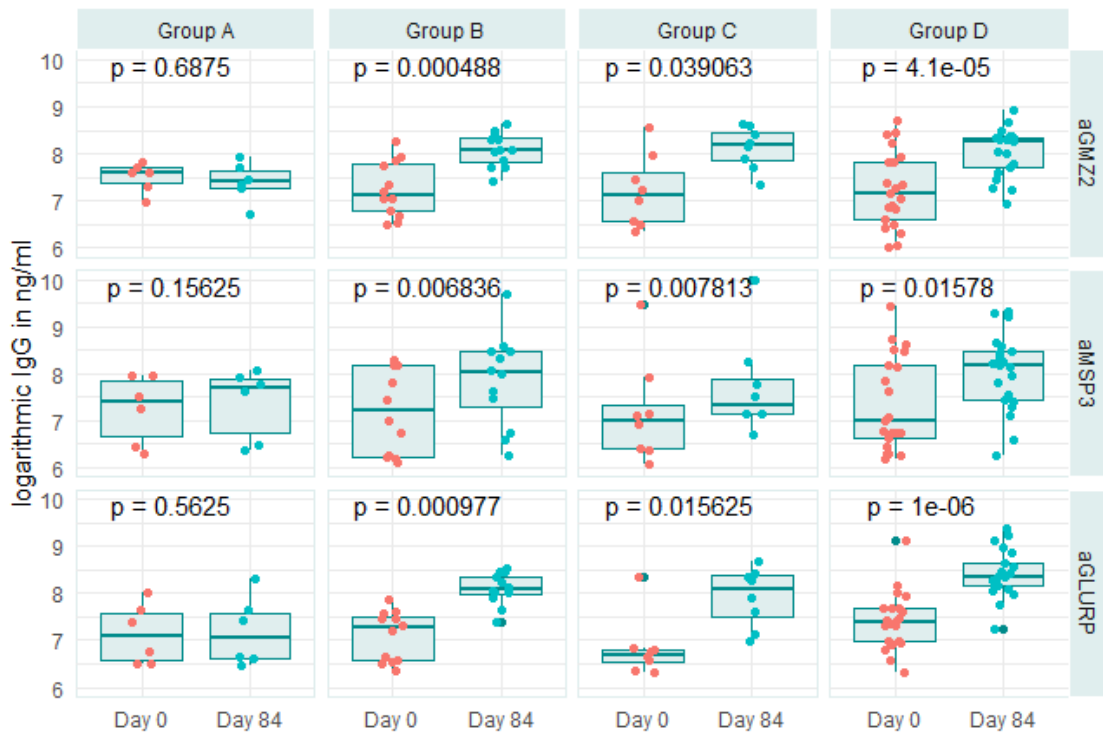 Group A Group B Group C Group D
logarithmic IgG in ng/ml
10 p = 0.6875 p = 0.000488 p = 0.039063 p = 4.1e-05
9
8
7
6
aGMZ2
10 p = 0.15625 p = 0.006836 p = 0.007813 p = 0.01578
9
8
7
6
aMSP3
10 p = 0.5625 p = 0.000977 p = 0.015625 p = 1e-06
9
8
7
6
aGLURP
Day 0 Day 84 Day 0 Day 84 Day 0 Day 84 Day 0 Day 84